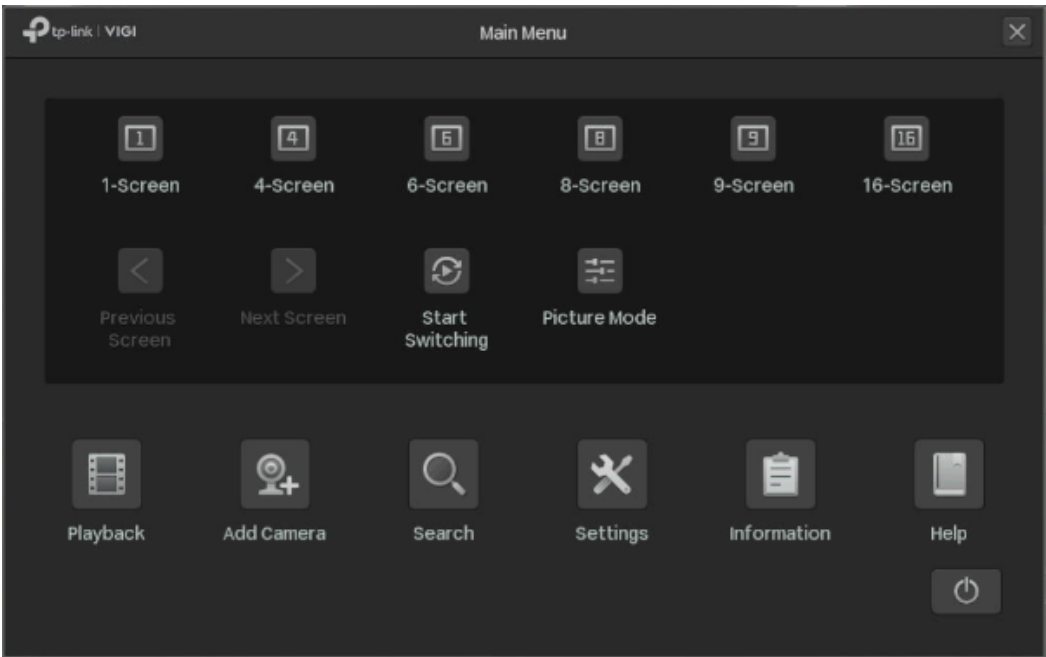 tp-link | VIGI
Main Menu
1 4 6 8 9 16
1-Screen 4-Screen 6-Screen 8-Screen 9-Screen 16-Screen
Previous Screen Next Screen Start Switching Picture Mode
Playback Add Camera Search Settings Information Help